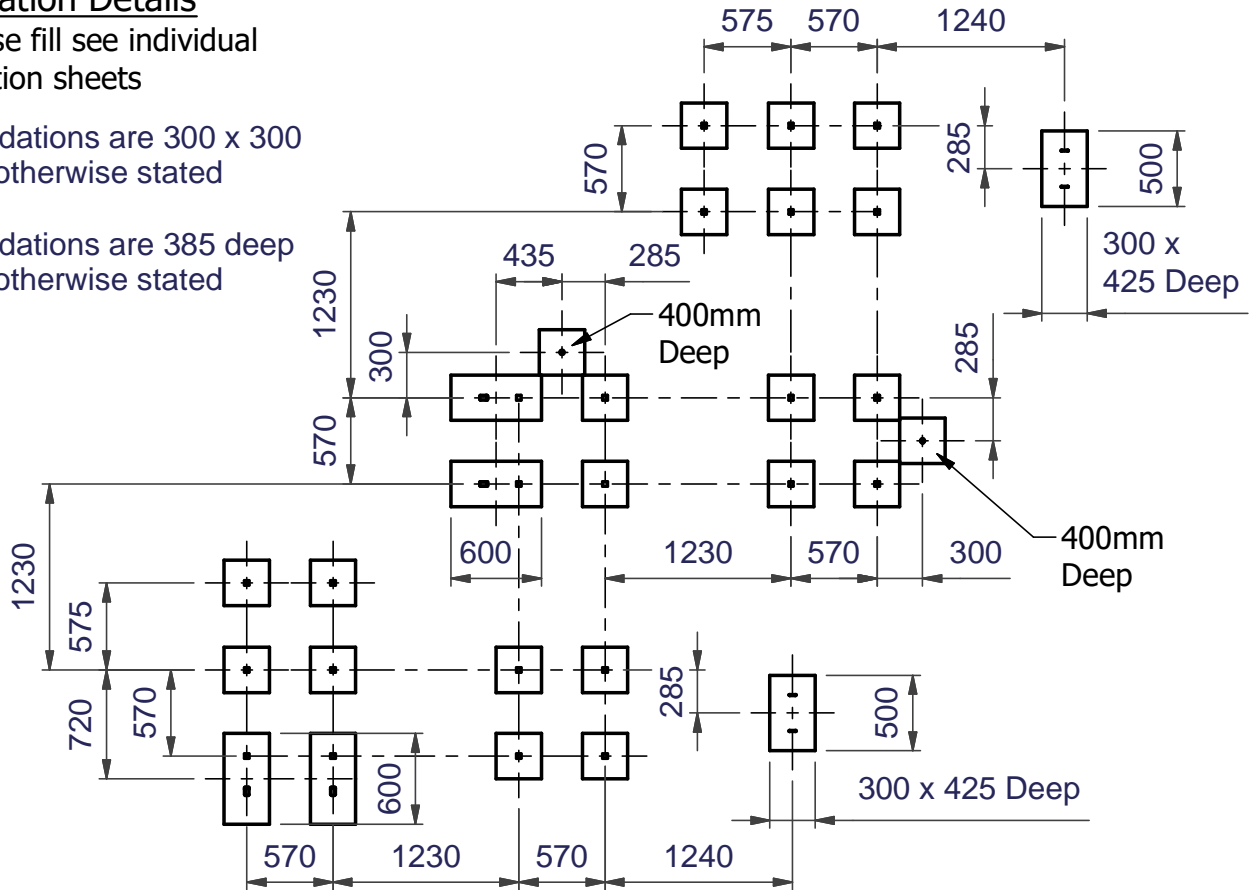 ation Details
se fill see individual
tion sheets
dations are 300 x 300
otherwise stated
dations are 385 deep
otherwise stated
575
570
1240
570
285
500
300 x
425 Deep
435
285
1230
300
400mm
Deep
285
570
1230
600
1230
570
300
400mm
Deep
575
720
570
600
285
500
300 x 425 Deep
570
1230
570
1240